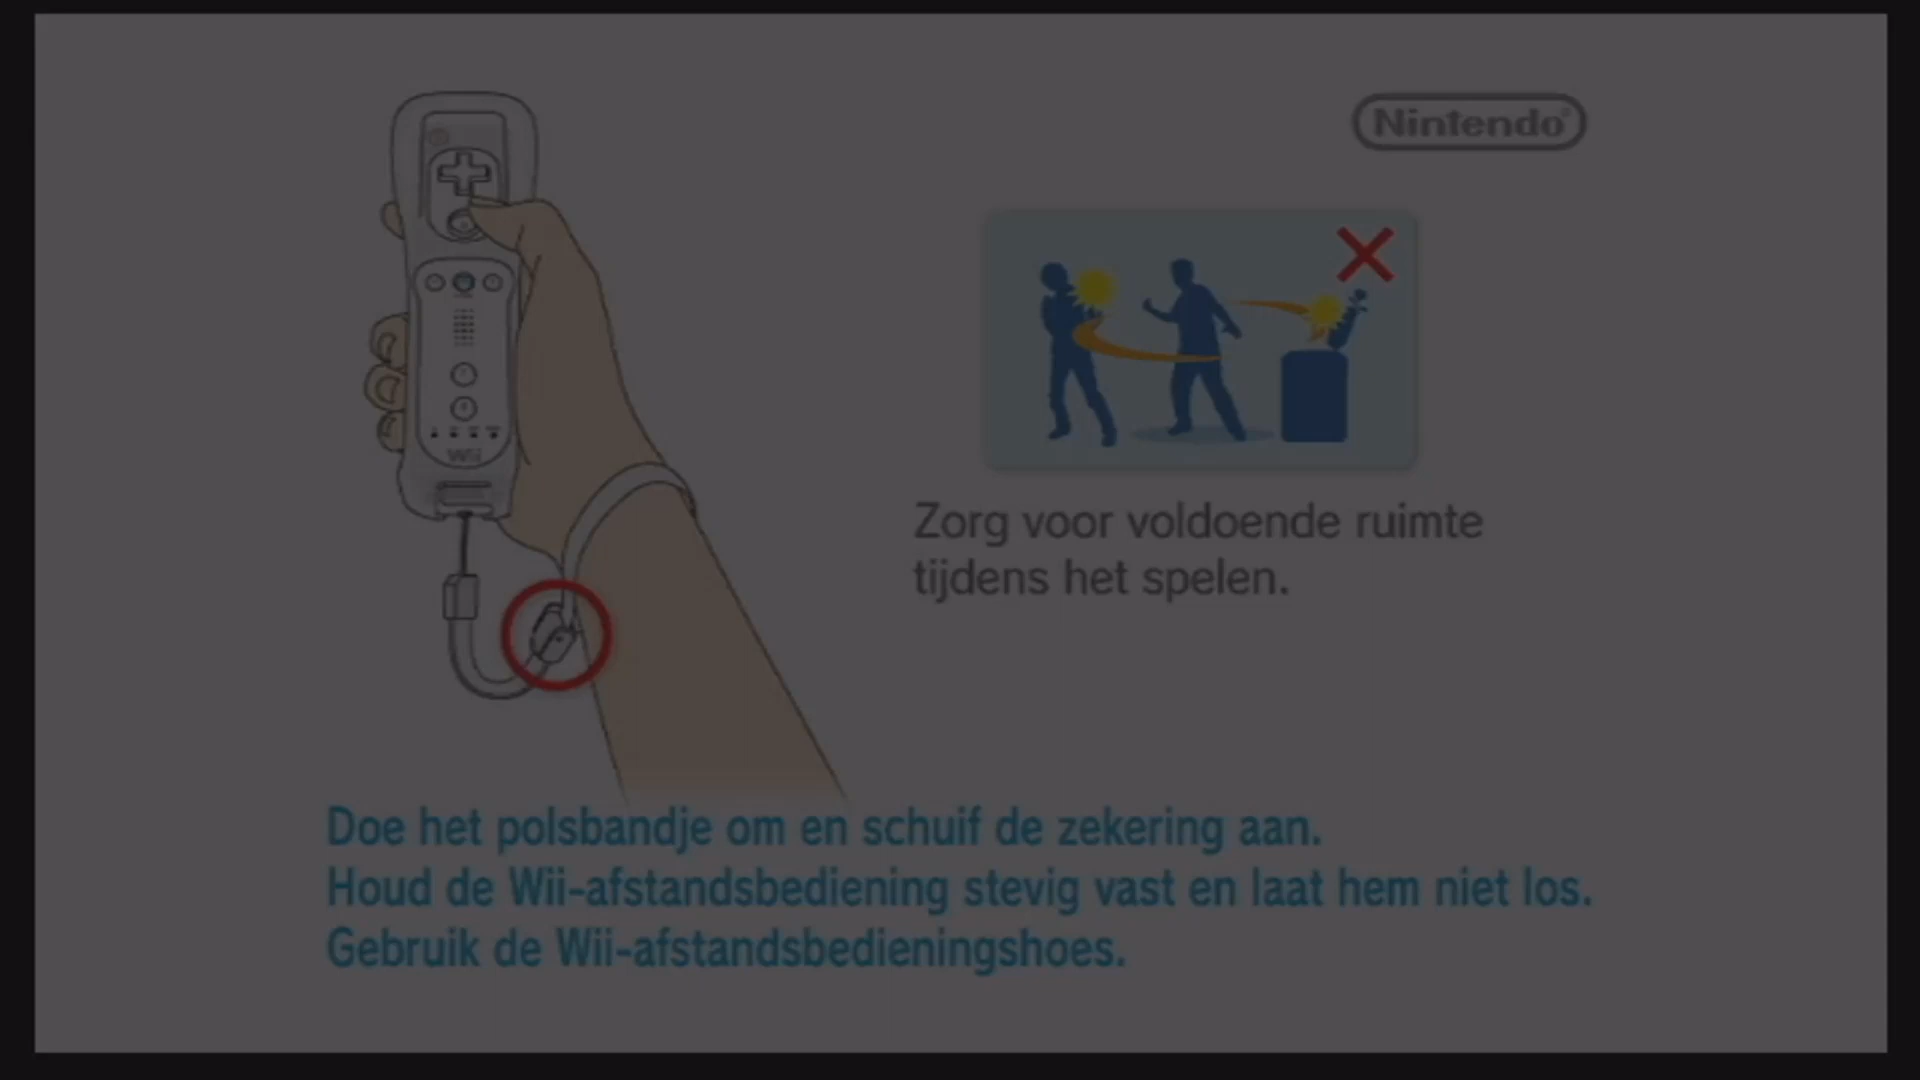 Nintendo®
Wii
Zorg voor voldoende ruimte
tijdens het spelen.
Doe het polsbandje om en schuif de zekering aan.
Houd de Wii-afstandsbediening stevig vast en laat hem niet los.
Gebruik de Wii-afstandsbedieningshoes.